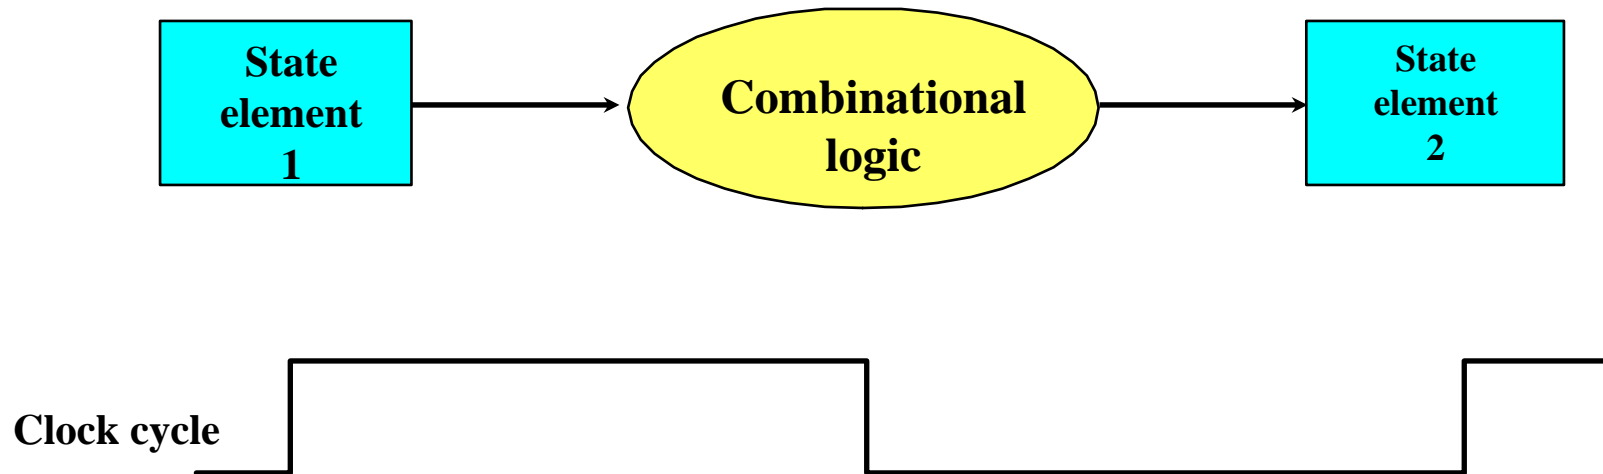 State
element
1
Combinational
logic
State
element
2
Clock cycle